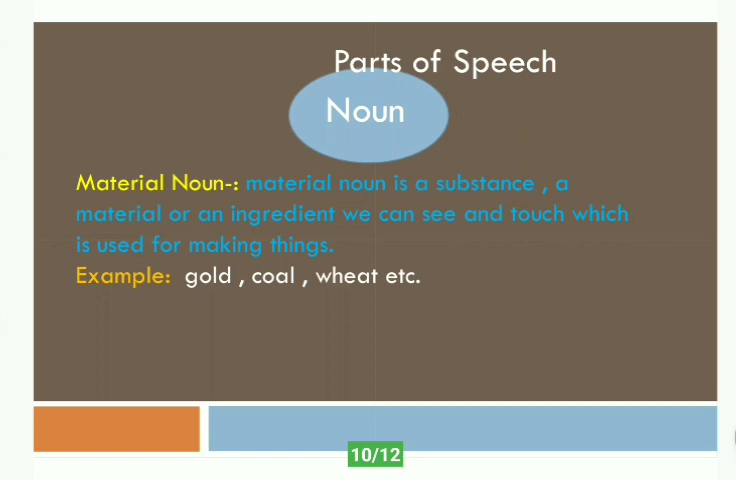 Parts of Speech
Noun
Material Noun-: material noun is a substance , a
material or an ingredient we can see and touch which
is used for making things.
Example: gold , coal , wheat etc.
10/12